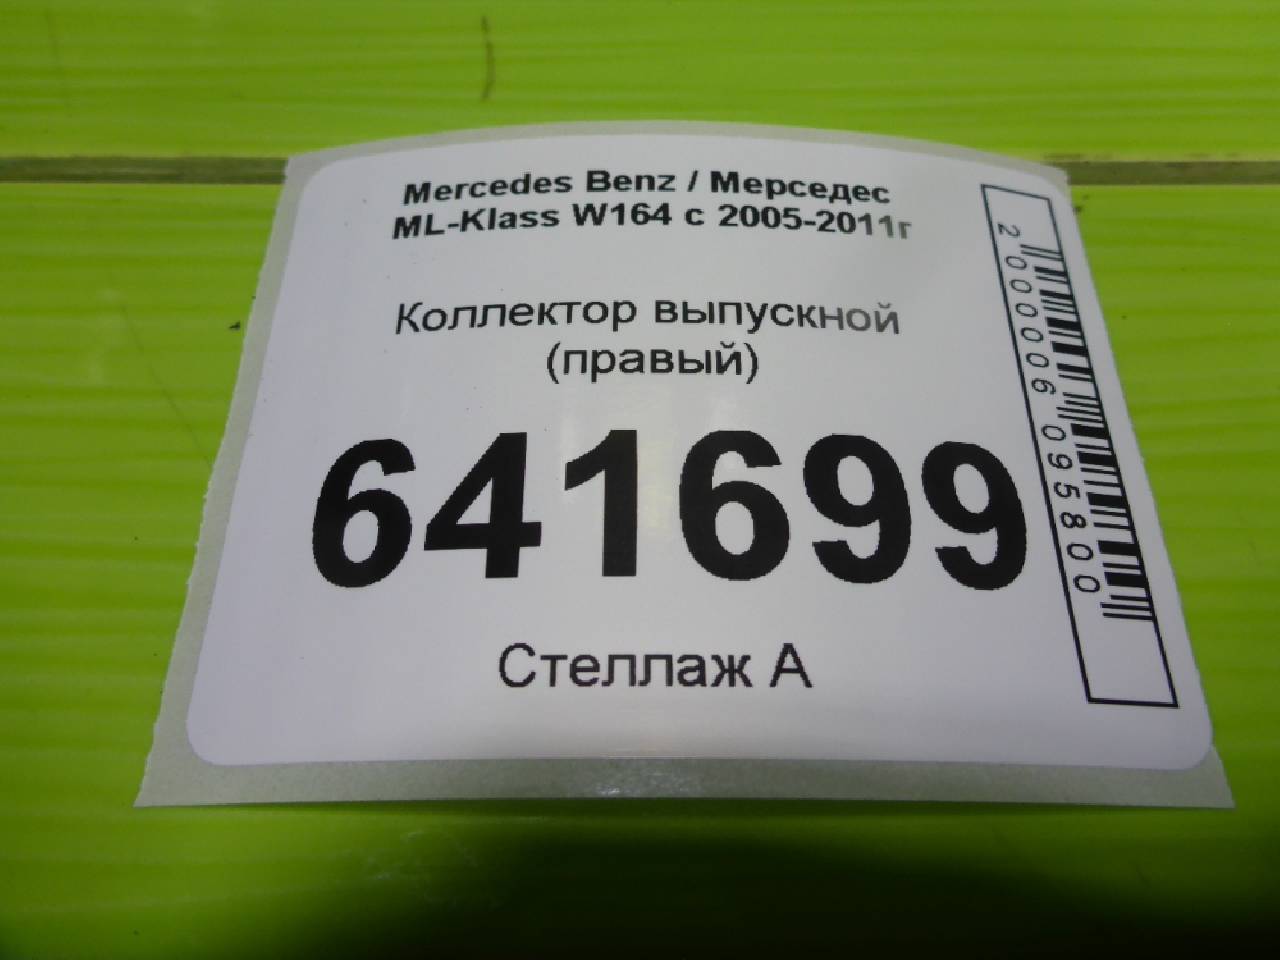 Mercedes Benz / Мерседес
ML-Klass W164 с 2005-2011г
Коллектор выпускной
(правый)
641699
Стеллаж А
2000006095800